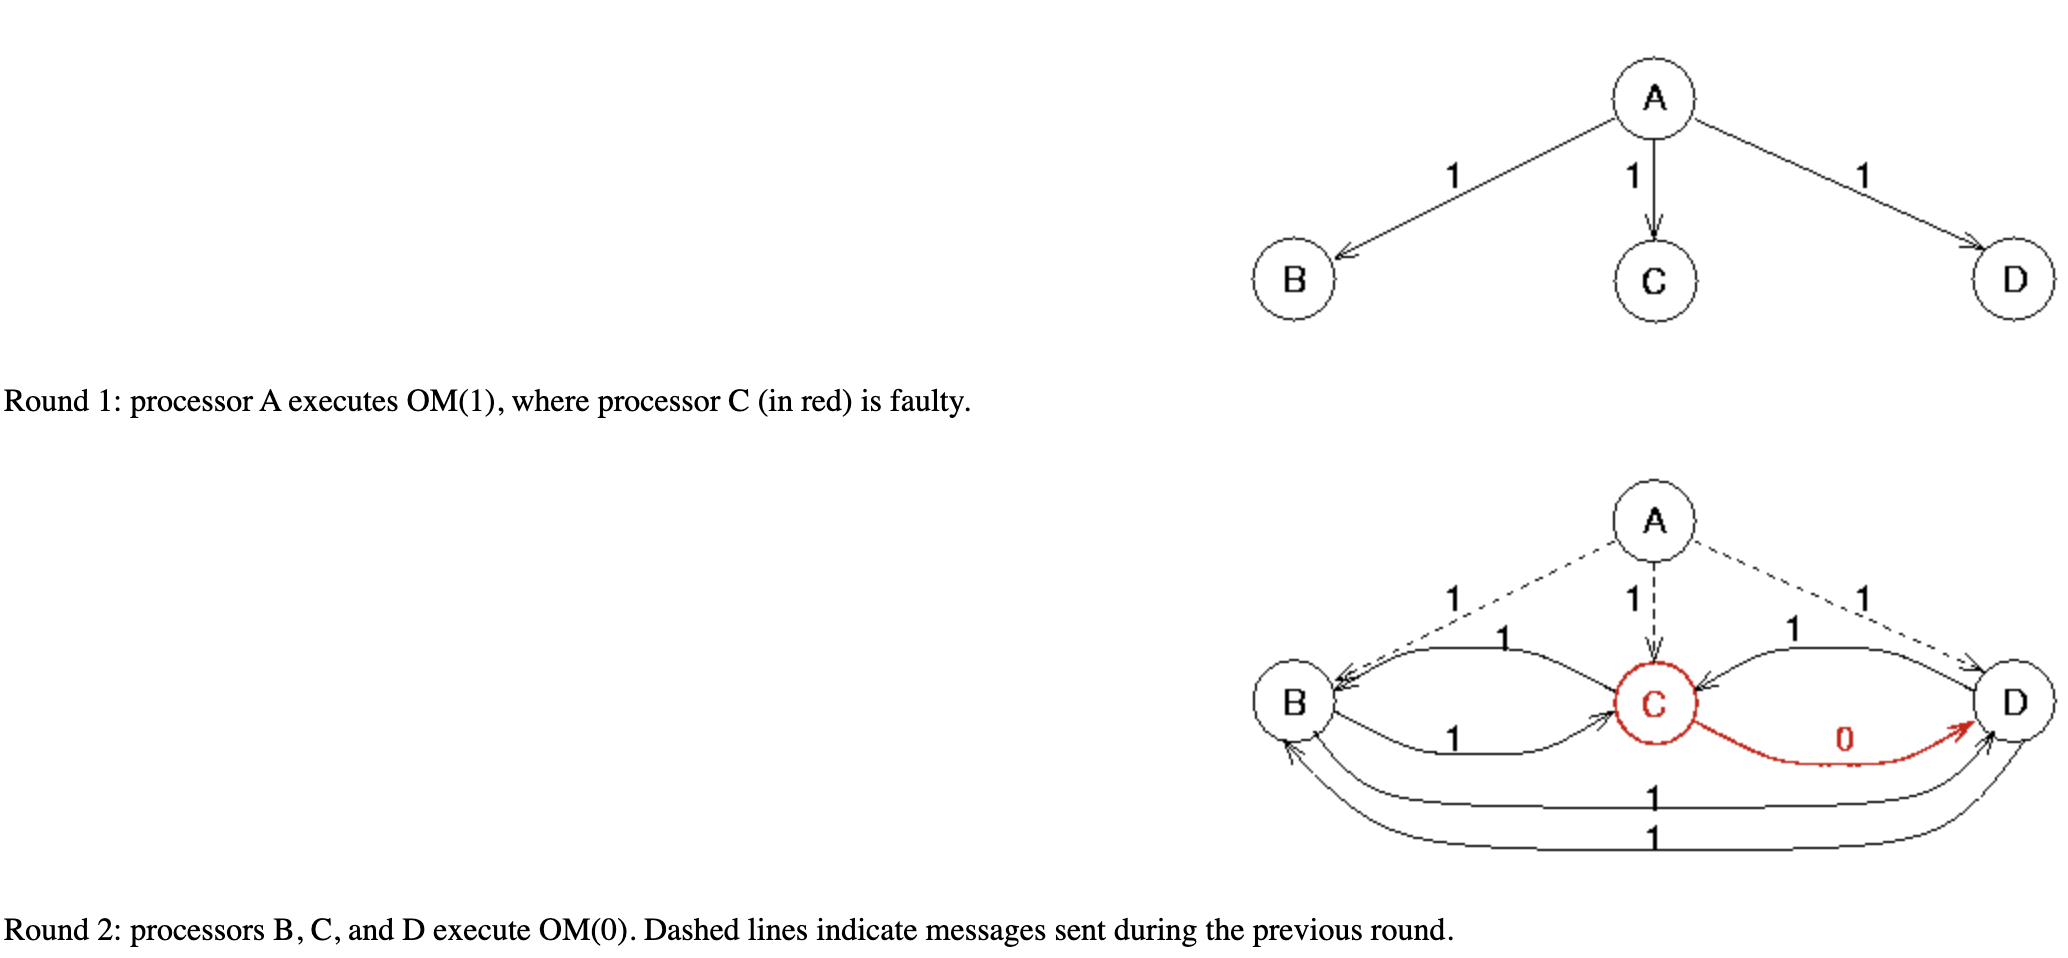 A
1 1 1
B C D
Round 1: processor A executes OM(1), where processor C (in red) is faulty.
A
1 1 1
1 1
B C D
1 0
1
1
Round 2: processors B, C, and D execute OM(0). Dashed lines indicate messages sent during the previous round.